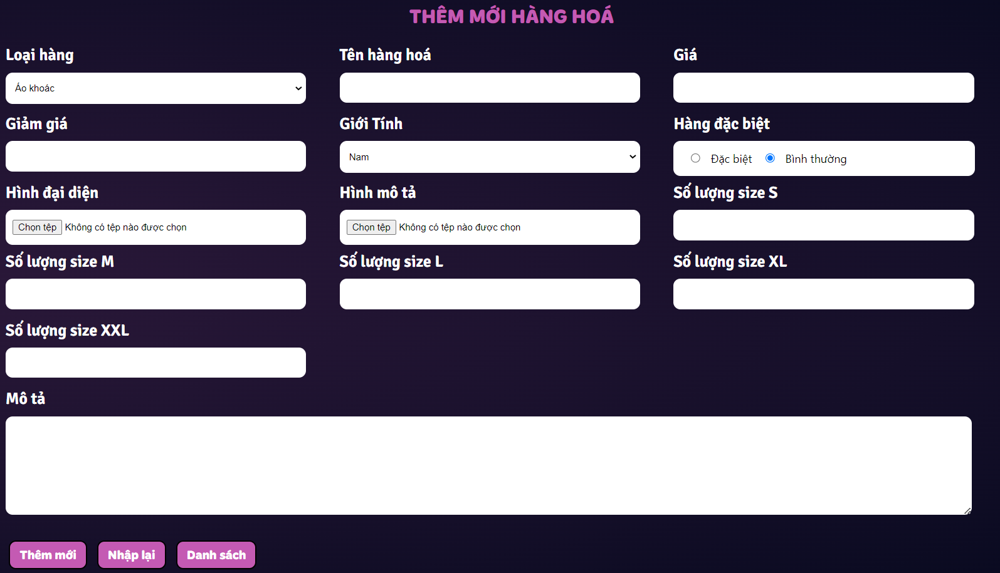 THÊM MỚI HÀNG HOÁ
Loại hàng
Tên hàng hoá
Giá
Áo khoác
Giảm giá
Giới Tính
Hàng đặc biệt
Nam
Đặc biệt
Bình thường
Hình đại diện
Hình mô tả
Số lượng size S
Chọn tệp Không có tệp nào được chọn
Chọn tệp Không có tệp nào được chọn
Số lượng size M
Số lượng size L
Số lượng size XL
Số lượng size XXL
Mô tả
Thêm mới
Nhập lại
Danh sách